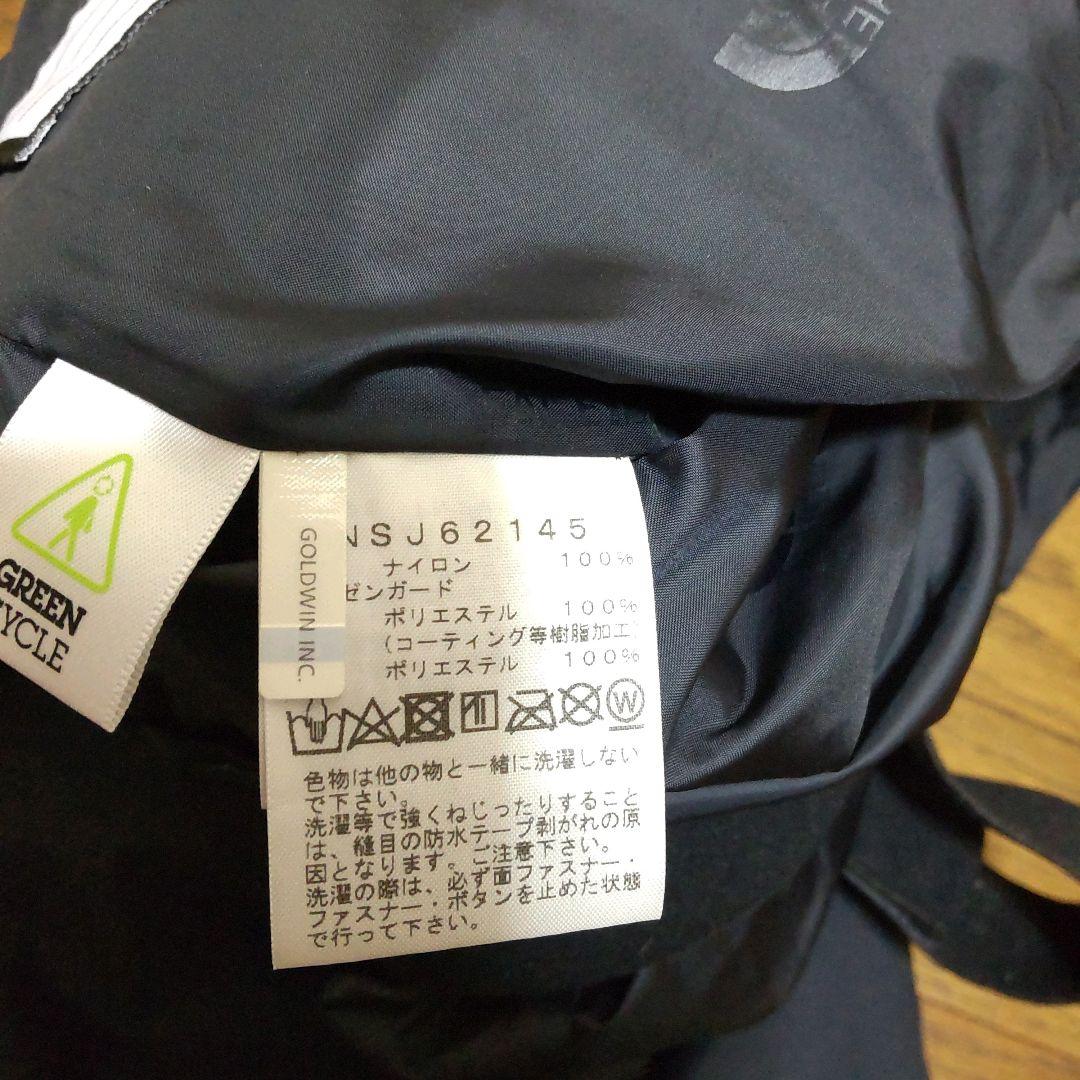 HE
GREEN
YCLE
GOLDWIN INC.
NSJ62145
ナイロン 100%
ゼンガード
ポリエステル 100%
(コーティング等樹脂加工)
ポリエステル 100%
W
色物は他の物と一緒に洗濯しない
で下さい。
洗濯等で強くねじったりすること
は、縫目の防水テープ剥がれの原
因となります。ご注意下さい。
洗濯の際は、必ず面ファスナー・
ファスナー・ボタンを止めた状態
で行って下さい。